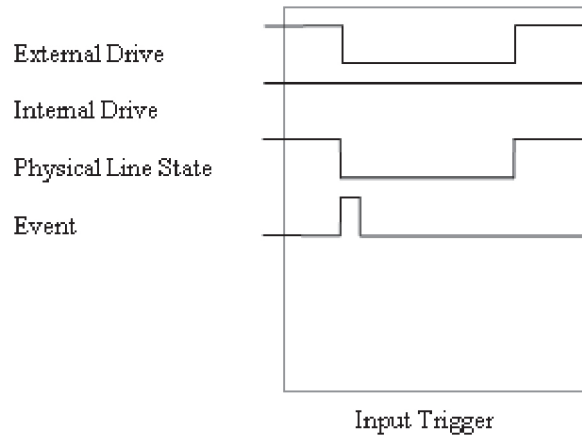 External Drive
Internal Drive
Physical Line State
Event
Input Trigger